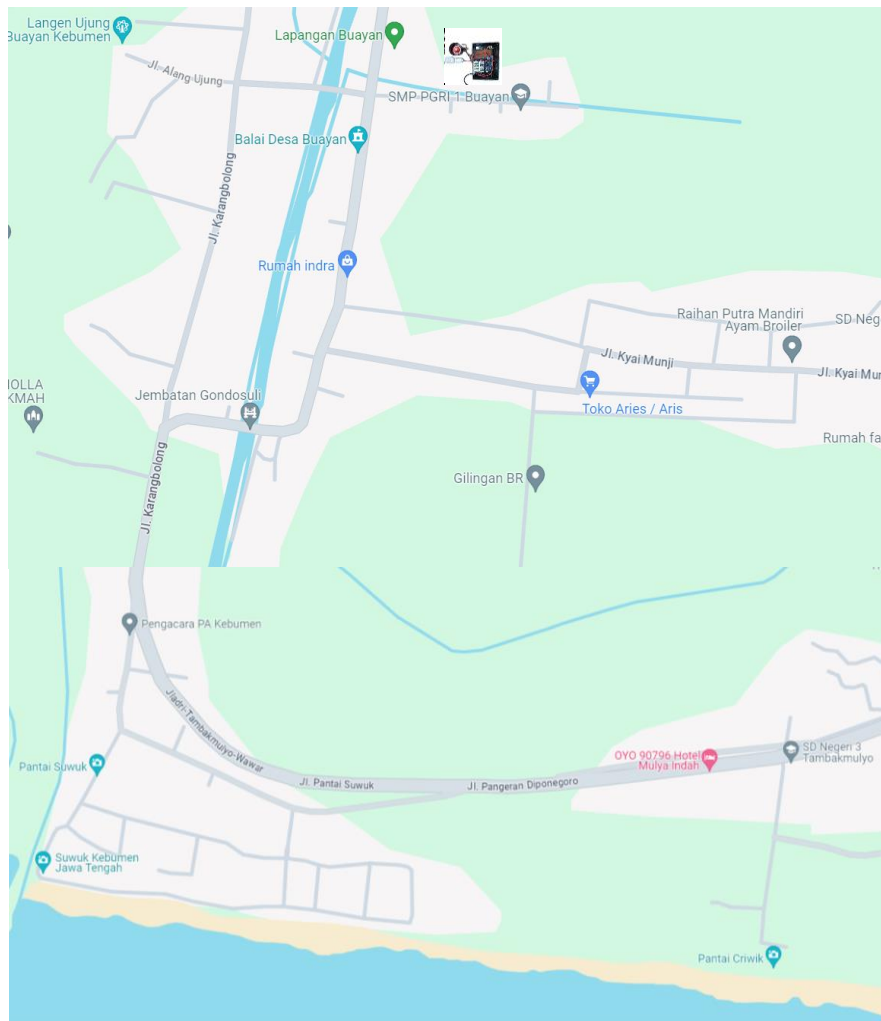 Langen Ujung
Buayan Kebumen
Lapangan Buayan
Jl. Alang Ujung
SMP PGRI 1 Buayan
Balai Desa Buayan
Jl. Karangbolong
Rumah indra
Raihan Putra Mandiri
Ayam Broiler
SD Neg
Jl. Kyai Munji
Jl. Kyai Mun
HOLLA
KMAH
Jembatan Gondosuli
Toko Aries / Aris
Rumah fa
Gilingan BR
Jl. Karangbolong
Pengacara PA Kebumen
Jladri-Tambakmulyo-Wawar
Pantai Suwuk
OYO 90796 Hotel
Mulya Indah
SD Negeri 3
Tambakmulyo
Jl. Pantai Suwuk
Jl. Pangeran Diponegoro
Suwuk Kebumen
Jawa Tengah
Pantai Criwik